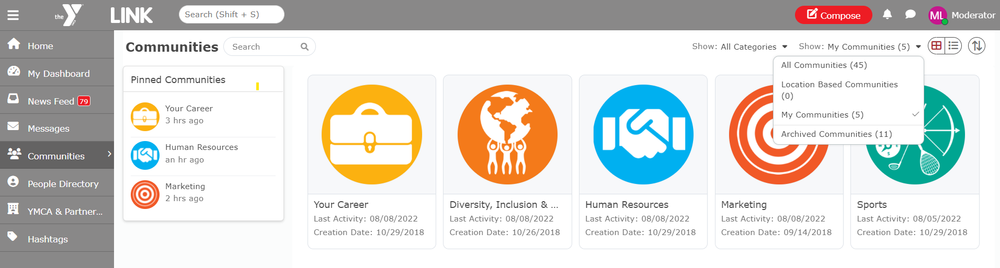 the Y LINK
Search (Shift + S)
Compose
ML Moderator
Home
My Dashboard
News Feed 79
Messages
Communities
People Directory
YMCA & Partner...
Hashtags
Communities
Search
Show: All Categories
Show: My Communities (5)
All Communities (45)
Location Based Communities
(0)
My Communities (5)
Archived Communities (11)
Pinned Communities
Your Career
3 hrs ago
Human Resources
an hr ago
Marketing
2 hrs ago
Your Career
Last Activity: 08/08/2022
Creation Date: 10/29/2018
Diversity, Inclusion & ...
Last Activity: 08/08/2022
Creation Date: 10/26/2018
Human Resources
Last Activity: 08/08/2022
Creation Date: 10/29/2018
Marketing
Last Activity: 08/08/2022
Creation Date: 09/14/2018
W E
S
Sports
Last Activity: 08/05/2022
Creation Date: 10/29/2018